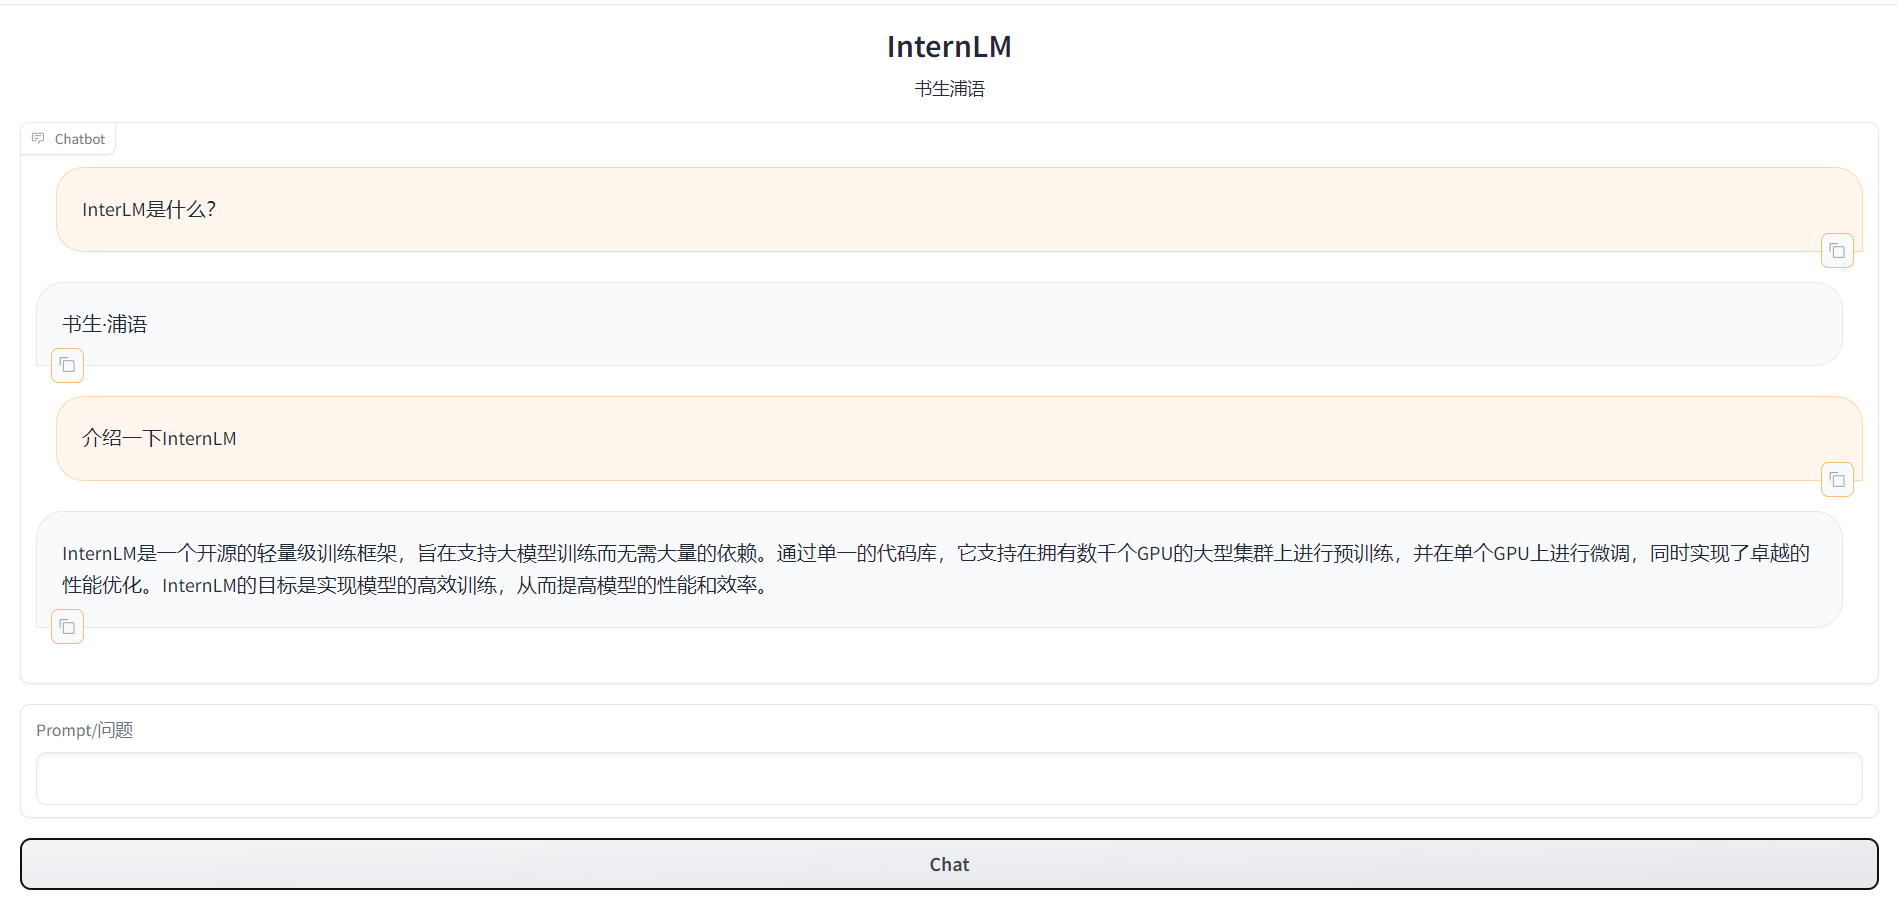 InternLM
书生浦语
Chatbot
InterLM是什么?
书生·浦语
介绍一下InternLM
InternLM是一个开源的轻量级训练框架，旨在支持大模型训练而无需大量的依赖。通过单一的代码库，它支持在拥有数千个GPU的大型集群上进行预训练，并在单个GPU上进行微调，同时实现了卓越的
性能优化。InternLM的目标是实现模型的高效训练，从而提高模型的性能和效率。
Prompt/问题
Chat